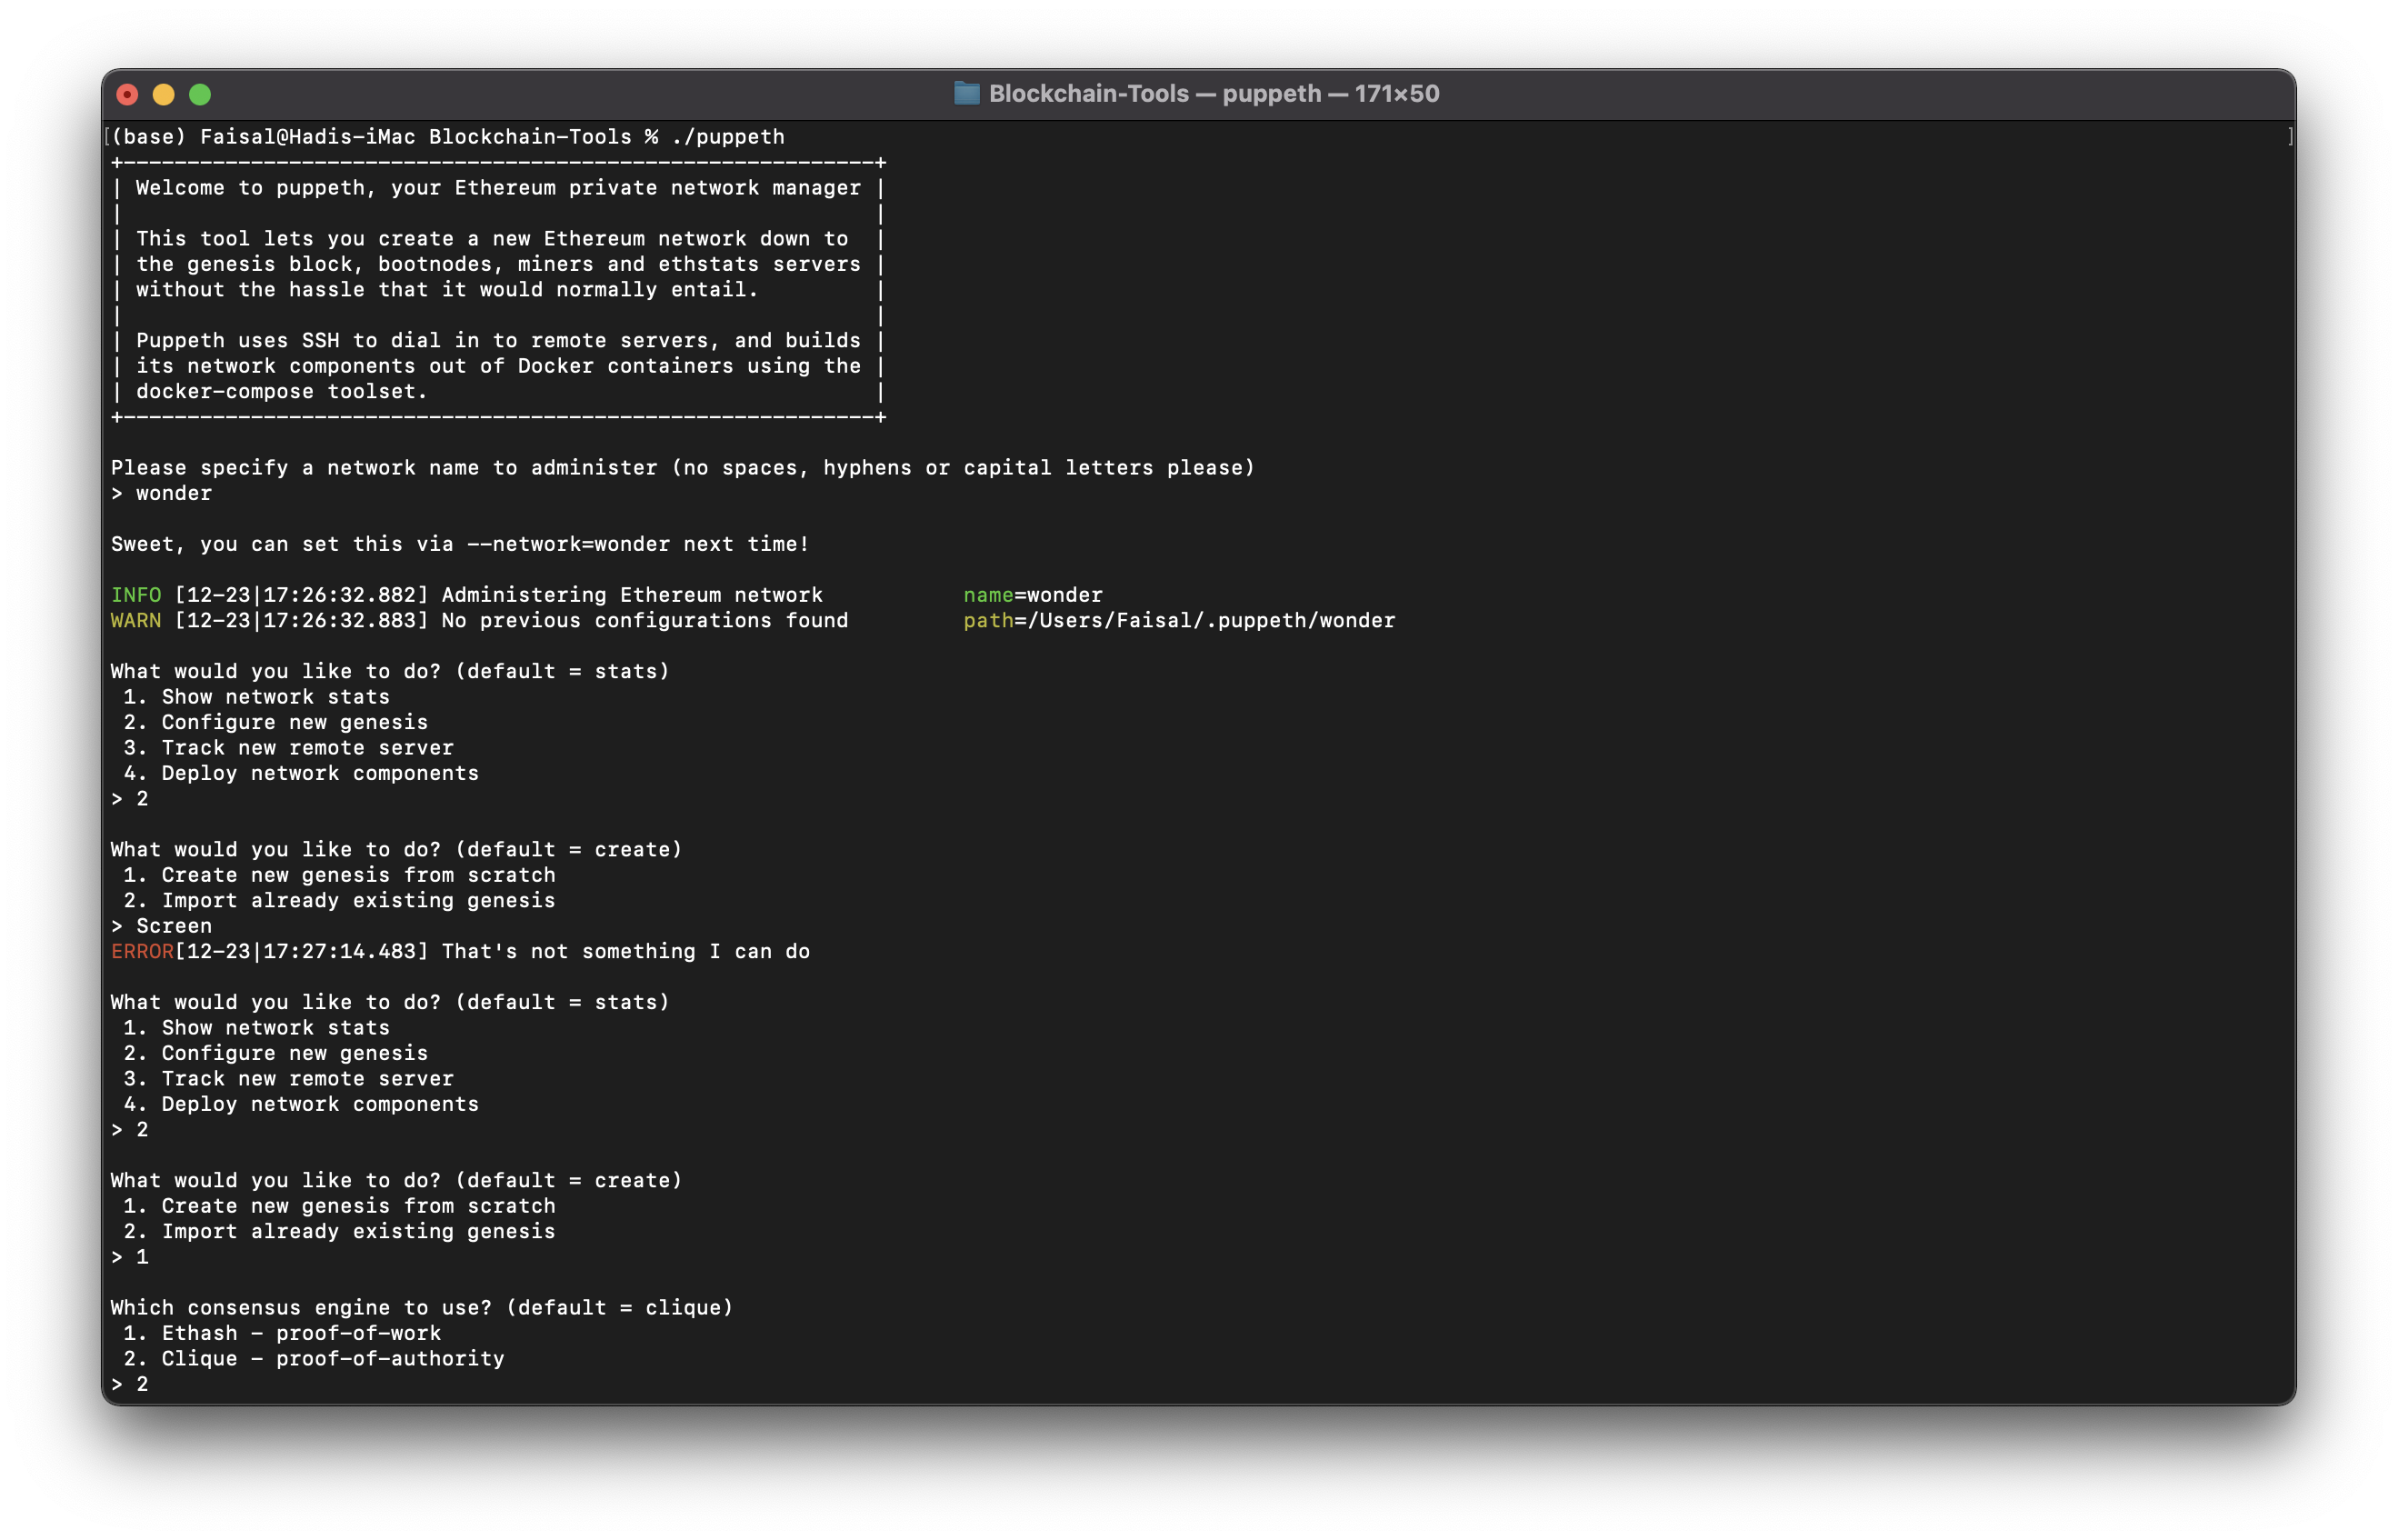 Blockchain-Tools — puppeth — 171×50
[(base) Faisal@Hadis-iMac Blockchain-Tools % ./puppeth ]
+-----------------------------------------------------------+
| Welcome to puppeth, your Ethereum private network manager |
|                                                           |
| This tool lets you create a new Ethereum network down to  |
| the genesis block, bootnodes, miners and ethstats servers |
| without the hassle that it would normally entail.         |
|                                                           |
| Puppeth uses SSH to dial in to remote servers, and builds |
| its network components out of Docker containers using the |
| docker-compose toolset.                                   |
+-----------------------------------------------------------+
Please specify a network name to administer (no spaces, hyphens or capital letters please)
> wonder
Sweet, you can set this via --network=wonder next time!
INFO [12-23|17:26:32.882] Administering Ethereum network           name=wonder
WARN [12-23|17:26:32.883] No previous configurations found         path=/Users/Faisal/.puppeth/wonder
What would you like to do? (default = stats)
 1. Show network stats
 2. Configure new genesis
 3. Track new remote server
 4. Deploy network components
> 2
What would you like to do? (default = create)
 1. Create new genesis from scratch
 2. Import already existing genesis
> Screen
ERROR[12-23|17:27:14.483] That's not something I can do
What would you like to do? (default = stats)
 1. Show network stats
 2. Configure new genesis
 3. Track new remote server
 4. Deploy network components
> 2
What would you like to do? (default = create)
 1. Create new genesis from scratch
 2. Import already existing genesis
> 1
Which consensus engine to use? (default = clique)
 1. Ethash - proof-of-work
 2. Clique - proof-of-authority
> 2